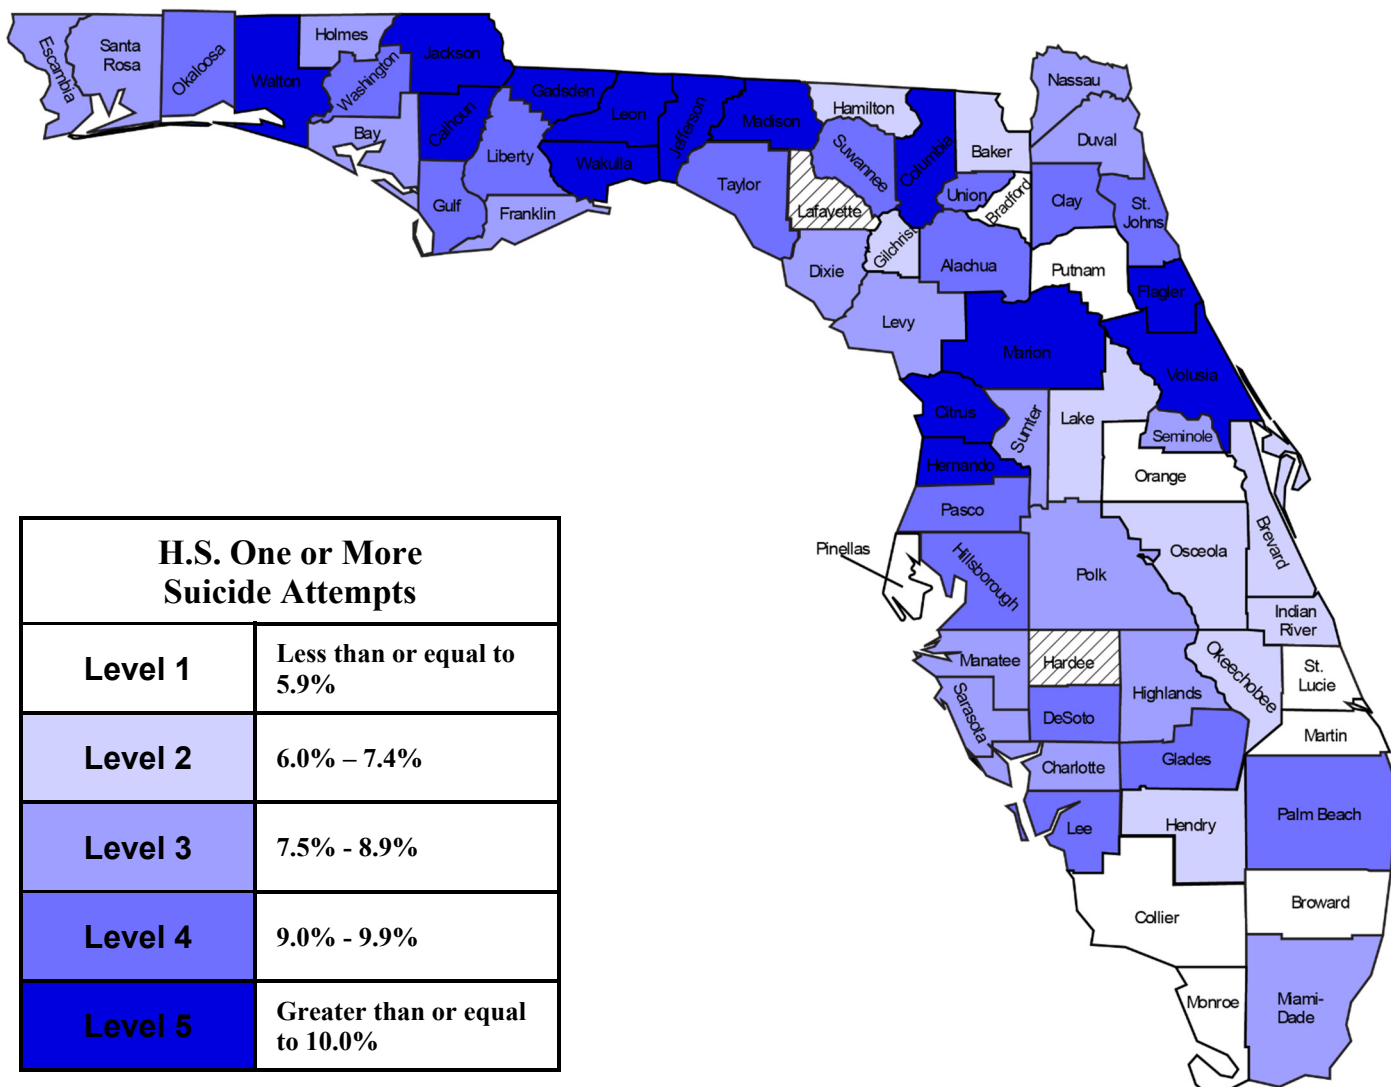 Escambia
Santa
Rosa
Okaloosa
Walton
Holmes
Washington
Jackson
Bay
Calhoun
Gulf
Liberty
Franklin
Gadsden
Leon
Wakulla
Jefferson
Madison
Taylor
Hamilton
Suwannee
Lafayette
Columbia
Baker
Nassau
Duval
Union
Bradford
Clay
St.
Johns
Gilchrist
Dixie
Alachua
Putnam
Flagler
Levy
Marion
Volusia
Citrus
Sumter
Lake
Seminole
Hernando
Orange
Pasco
Brevard
Pinellas
Hillsborough
Polk
Osceola
Indian
River
Manatee
Hardee
Highlands
Okeechobee
St.
Lucie
Sarasota
DeSoto
Martin
Charlotte
Glades
Lee
Hendry
Palm Beach
Collier
Broward
Monroe
Miami-
Dade
H.S. One or More
Suicide Attempts
Level 1
Less than or equal to
5.9%
Level 2
6.0% – 7.4%
Level 3
7.5% - 8.9%
Level 4
9.0% - 9.9%
Level 5
Greater than or equal
to 10.0%